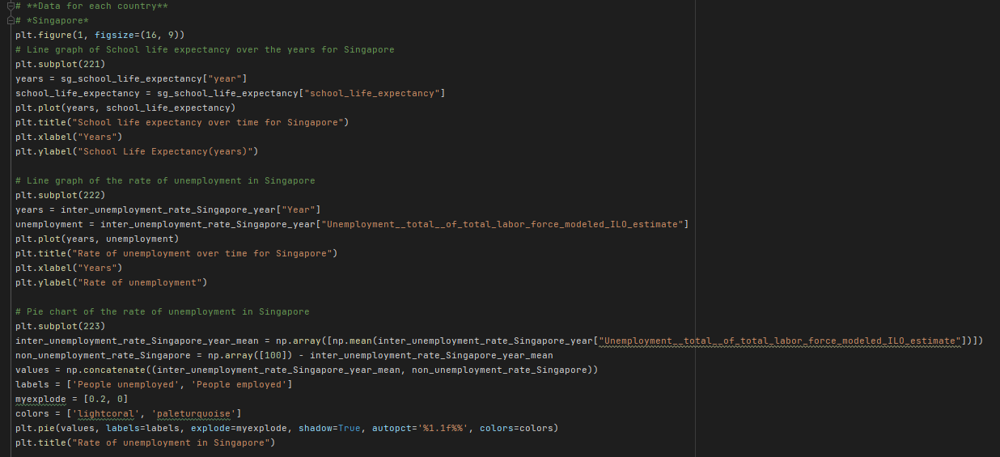 # **Data for each country**
# *Singapore*
plt.figure(1, figsize=(16, 9))
# Line graph of School life expectancy over the years for Singapore
plt.subplot(221)
years = sg_school_life_expectancy["year"]
school_life_expectancy = sg_school_life_expectancy["school_life_expectancy"]
plt.plot(years, school_life_expectancy)
plt.title("School life expectancy over time for Singapore")
plt.xlabel("Years")
plt.ylabel("School Life Expectancy(years)")

# Line graph of the rate of unemployment in Singapore
plt.subplot(222)
years = inter_unemployment_rate_Singapore_year["Year"]
unemployment = inter_unemployment_rate_Singapore_year["Unemployment__total__of_total_labor_force_modeled_ILO_estimate"]
plt.plot(years, unemployment)
plt.title("Rate of unemployment over time for Singapore")
plt.xlabel("Years")
plt.ylabel("Rate of unemployment")

# Pie chart of the rate of unemployment in Singapore
plt.subplot(223)
inter_unemployment_rate_Singapore_year_mean = np.array([np.mean(inter_unemployment_rate_Singapore_year["Unemployment__total__of_total_labor_force_modeled_ILO_estimate"])])
non_unemployment_rate_Singapore = np.array([100]) - inter_unemployment_rate_Singapore_year_mean
values = np.concatenate((inter_unemployment_rate_Singapore_year_mean, non_unemployment_rate_Singapore))
labels = ['People unemployed', 'People employed']
myexplode = [0.2, 0]
colors = ['lightcoral', 'paleturquoise']
plt.pie(values, labels=labels, explode=myexplode, shadow=True, autopct='%1.1f%%', colors=colors)
plt.title("Rate of unemployment in Singapore")